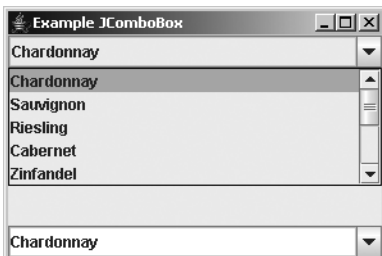 Example JComboBox
Chardonnay
Chardonnay
Sauvignon
Riesling
Cabernet
Zinfandel
Chardonnay